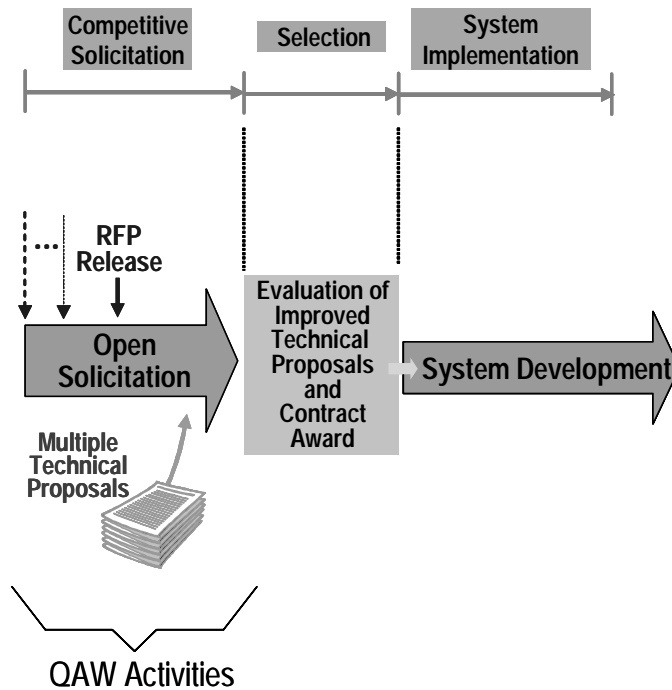 Competitive
Solicitation
Selection
System
Implementation
...
RFP
Release
Open
Solicitation
Evaluation of
Improved
Technical
Proposals
and
Contract
Award
System Development
Multiple
Technical
Proposals
QAW Activities